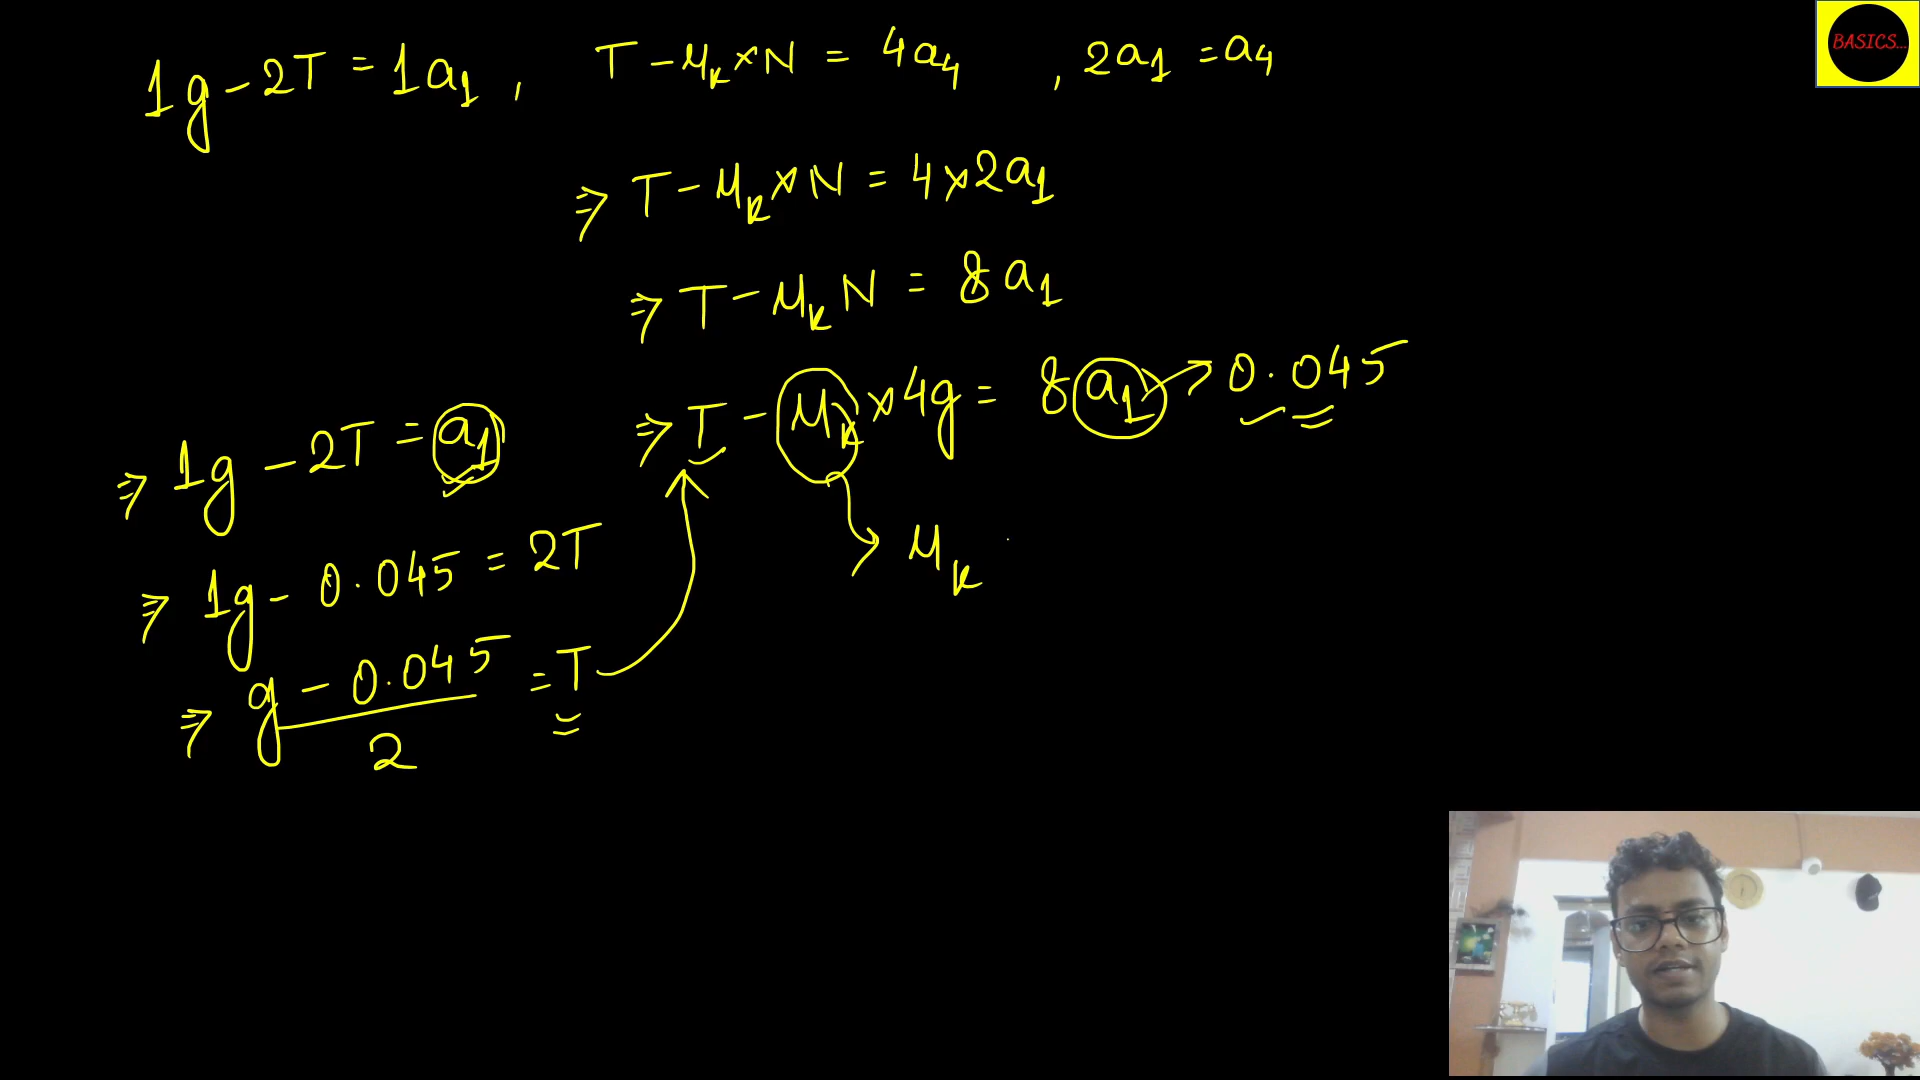 1g - 2T = 1a₁ , T - μₖ × N = 4a₄ , 2a₁ = a₄
⇒ T - μₖ × N = 4 × 2a₁
⇒ T - μₖ N = 8a₁
⇒ T - μₖ × 4g = 8a₁ → 0.045
⇒ 1g - 2T = a₁
→ μₖ
⇒ 1g - 0.045 = 2T
⇒ g - 0.045 / 2 = T
BASICS...